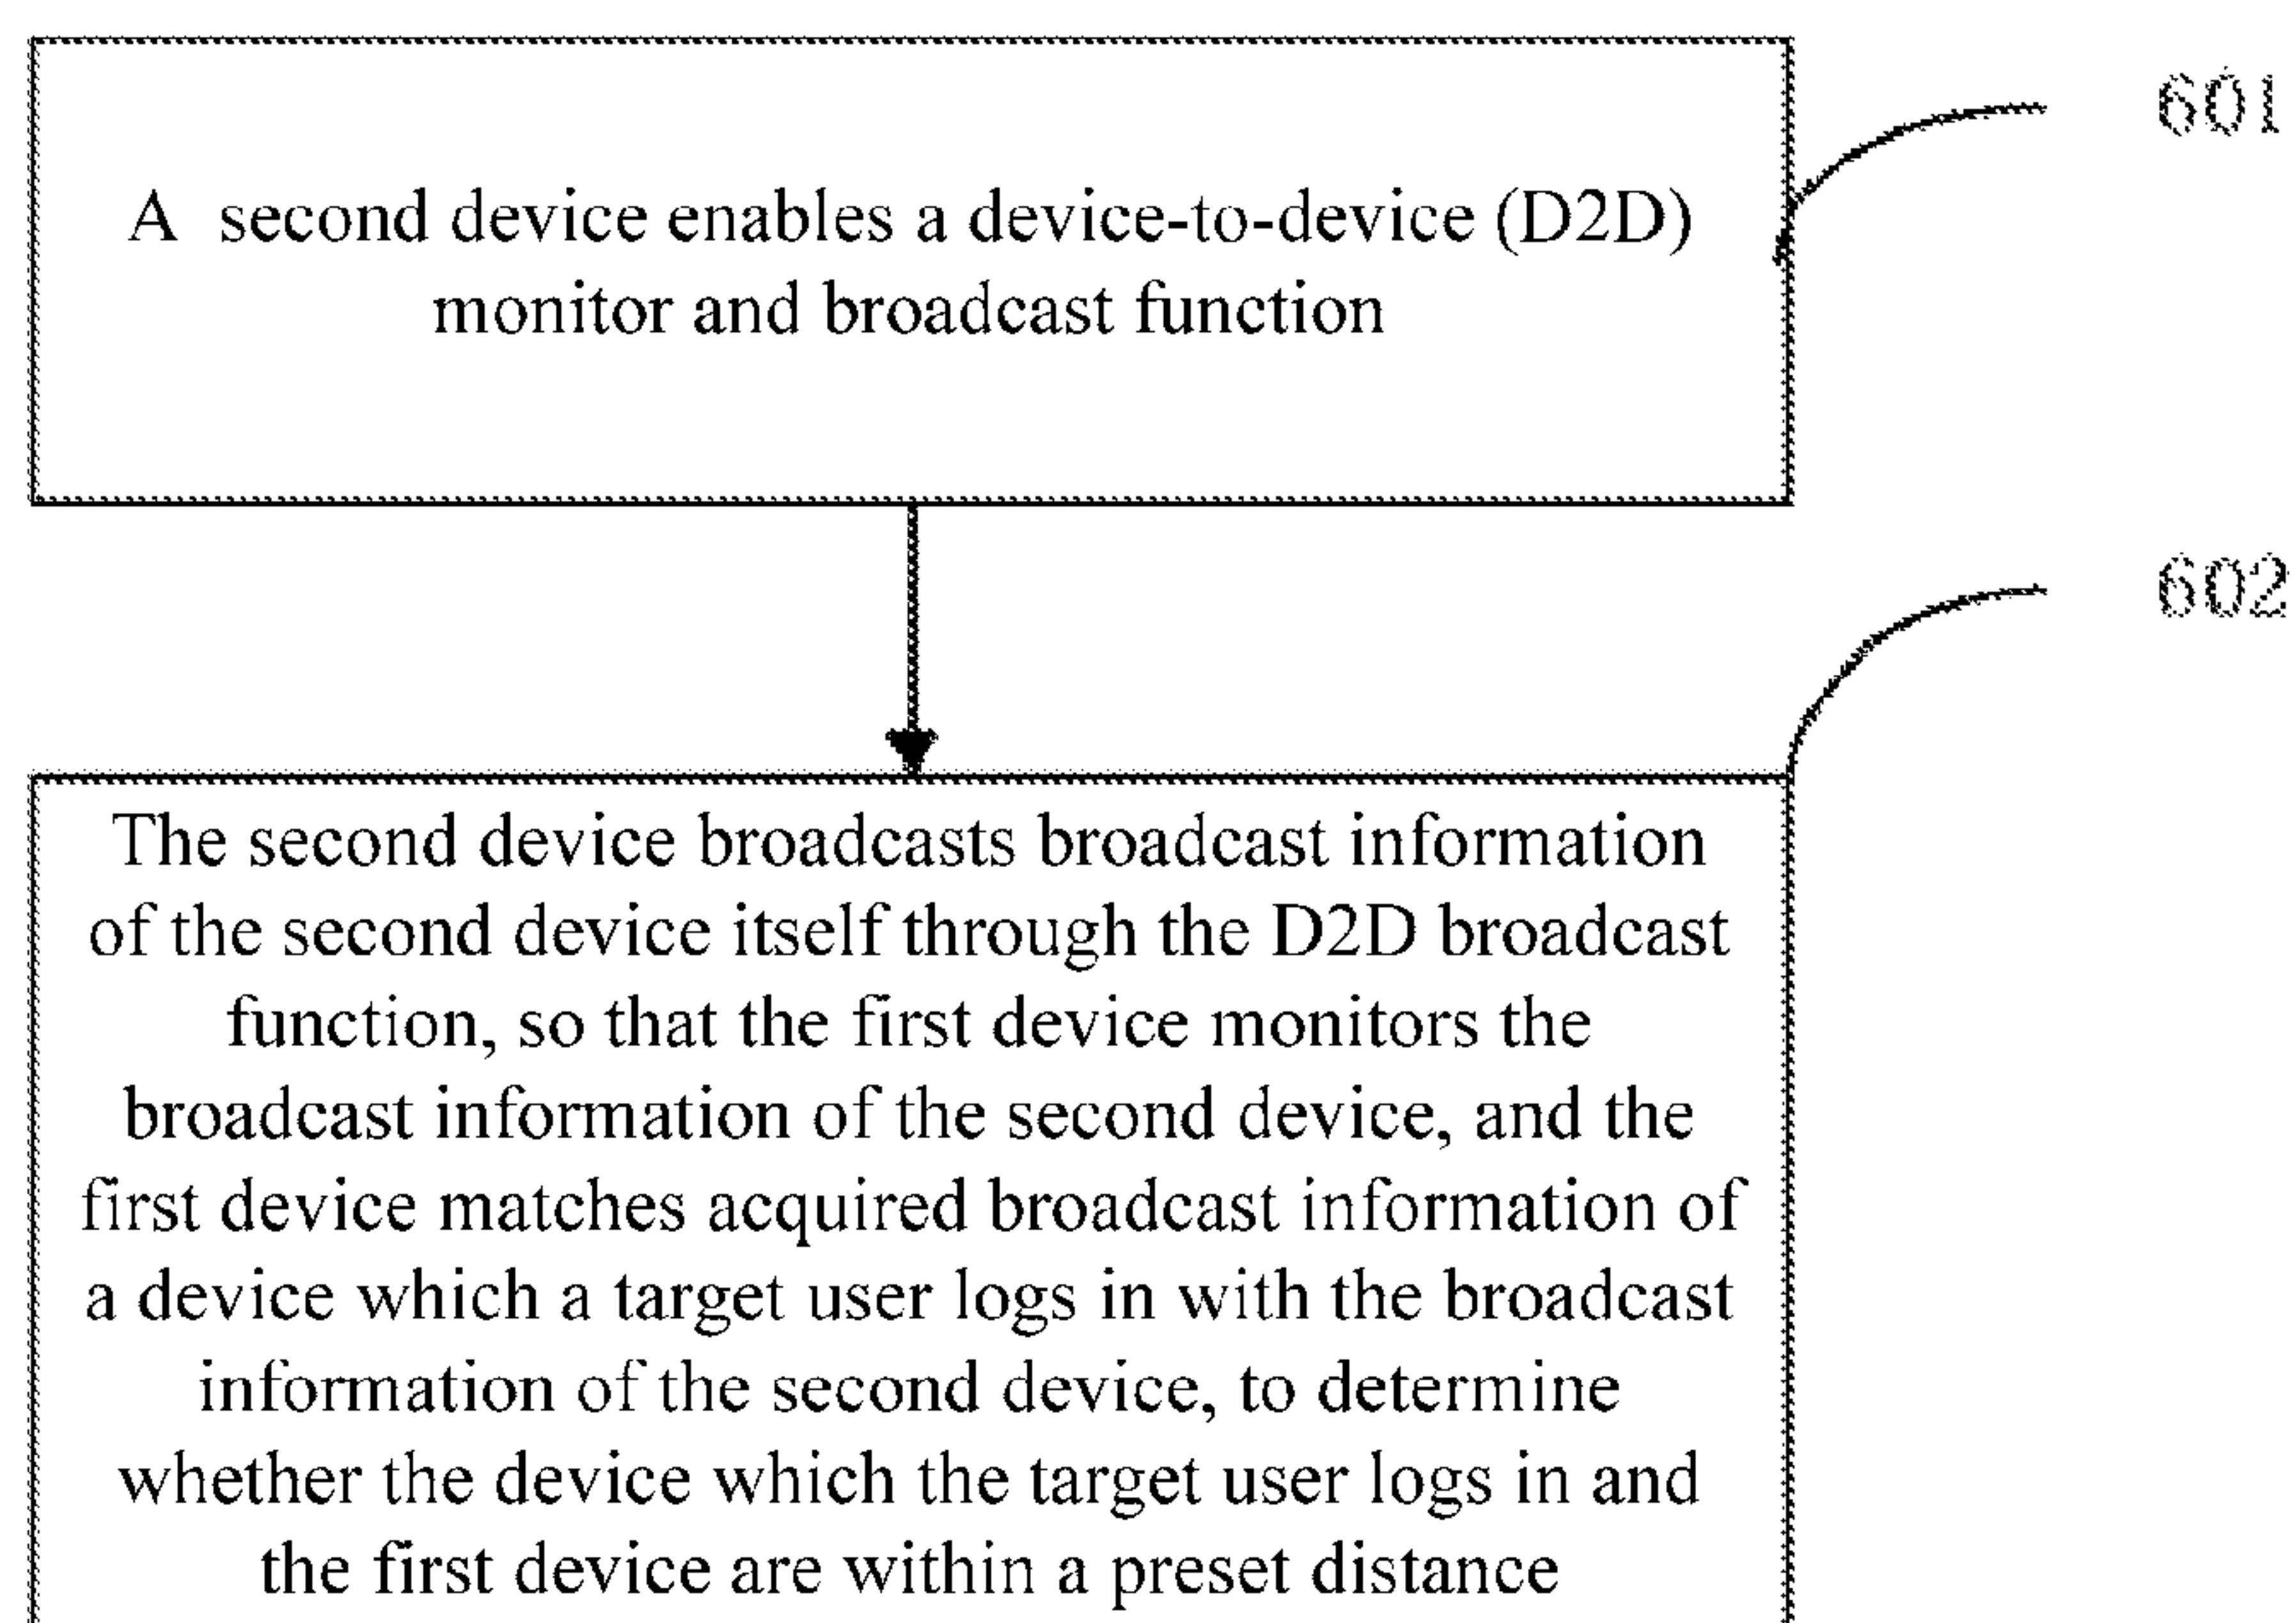 601
A second device enables a device-to-device (D2D)
monitor and broadcast function
602
The second device broadcasts broadcast information
of the second device itself through the D2D broadcast
function, so that the first device monitors the
broadcast information of the second device, and the
first device matches acquired broadcast information of
a device which a target user logs in with the broadcast
information of the second device, to determine
whether the device which the target user logs in and
the first device are within a preset distance